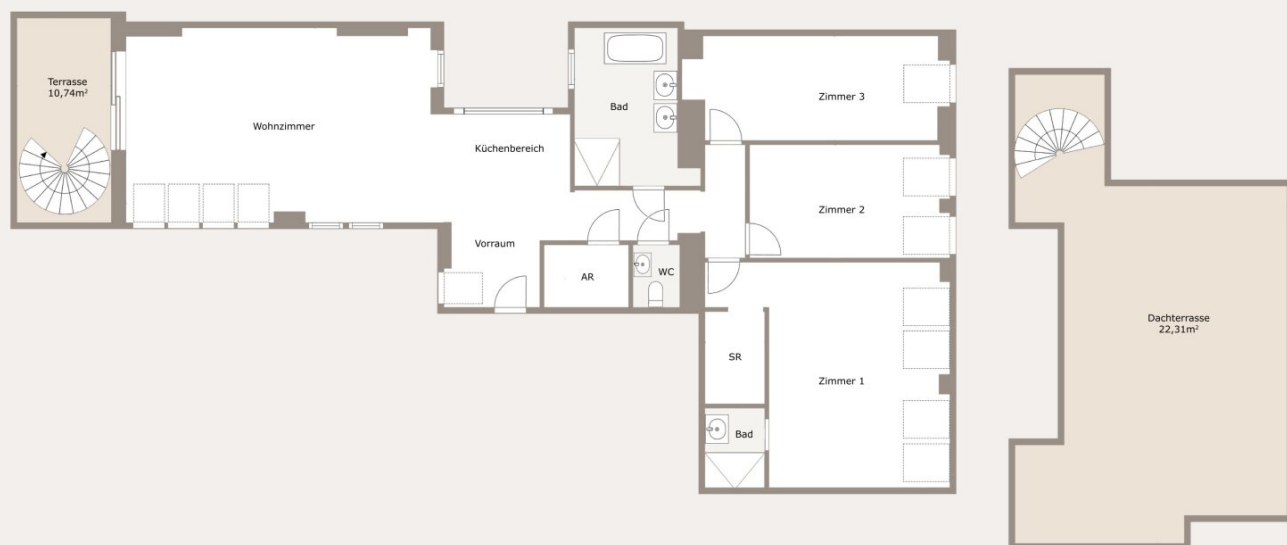 Terrasse
10,74m²
Wohnzimmer
Küchenbereich
Vorraum
Bad
AR
WC
Zimmer 3
Zimmer 2
Zimmer 1
SR
Bad
Dachterrasse
22,31m²